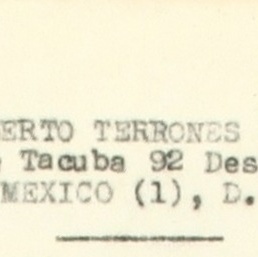 ERTO TERRONES
Tacuba 92 Des
MEXICO (1), D.